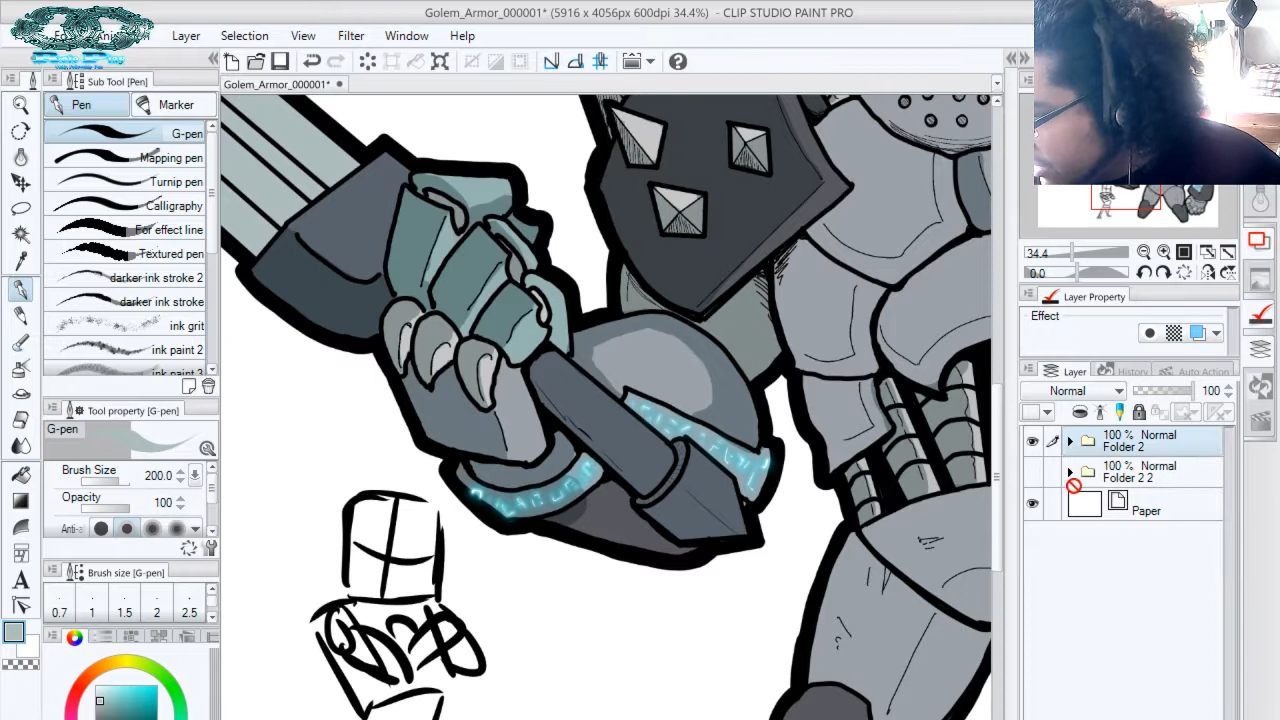 Golem_Armor_000001* (5916 x 4056px 600dpi 34.4%) - CLIP STUDIO PAINT PRO
Layer Selection View Filter Window Help
Golem_Armor_000001*
Sub Tool [Pen]
Pen Marker
G-pen
Mapping pen
Turnip pen
Calligraphy
For effect line
Textured pen
darker ink stroke 2
darker ink stroke
ink grit
ink paint 2
ink paint 3
Tool property [G-pen]
G-pen
Brush Size 200.0
Opacity 100
Anti-a
Brush size [G-pen]
0.7 1 1.5 2 2.5
34.4
0.0
Layer Property
Effect
Layer History Auto Action
Normal 100
100 % Normal
Folder 2
100 % Normal
Folder 2 2
Paper